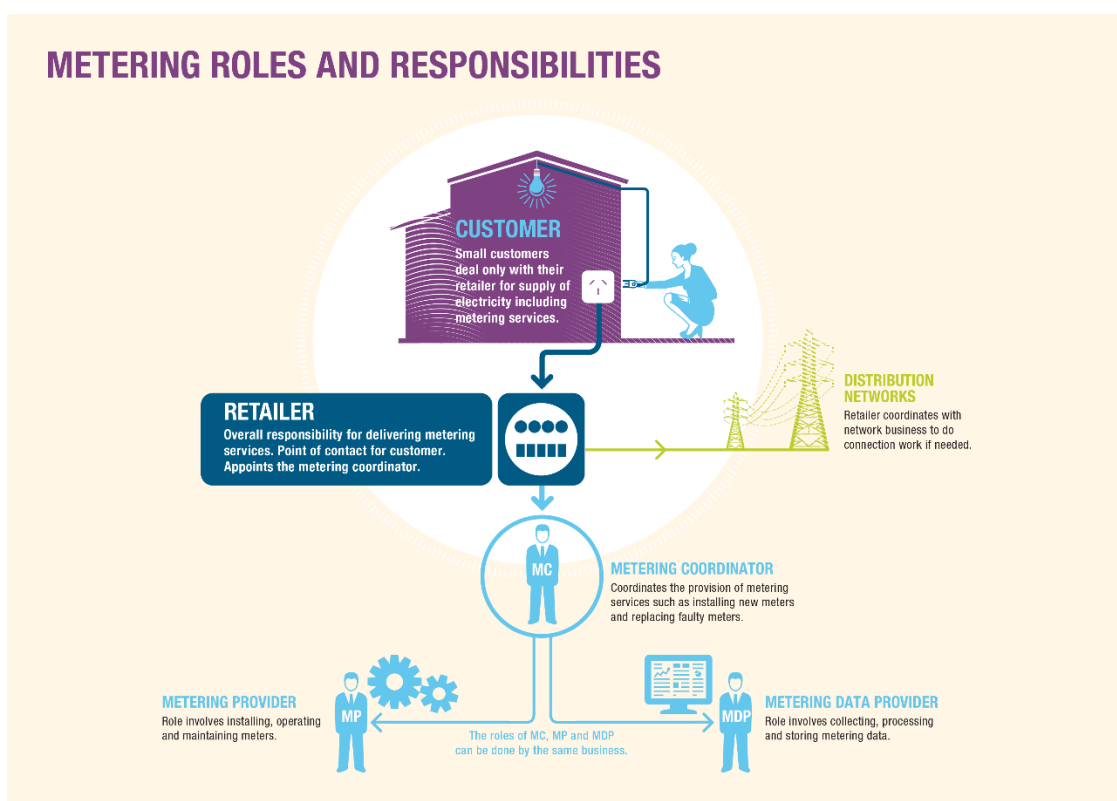 METERING ROLES AND RESPONSIBILITIES
CUSTOMER
Small customers
deal only with their
retailer for supply of
electricity including
metering services.
RETAILER
Overall responsibility for delivering metering
services. Point of contact for customer.
Appoints the metering coordinator.
DISTRIBUTION
NETWORKS
Retailer coordinates with
network business to do
connection work if needed.
MC
METERING COORDINATOR
Coordinates the provision of metering
services such as installing new meters
and replacing faulty meters.
METERING PROVIDER
Role involves installing, operating
and maintaining meters.
MP
The roles of MC, MP and MDP
can be done by the same business.
MDP
METERING DATA PROVIDER
Role involves collecting, processing
and storing metering data.